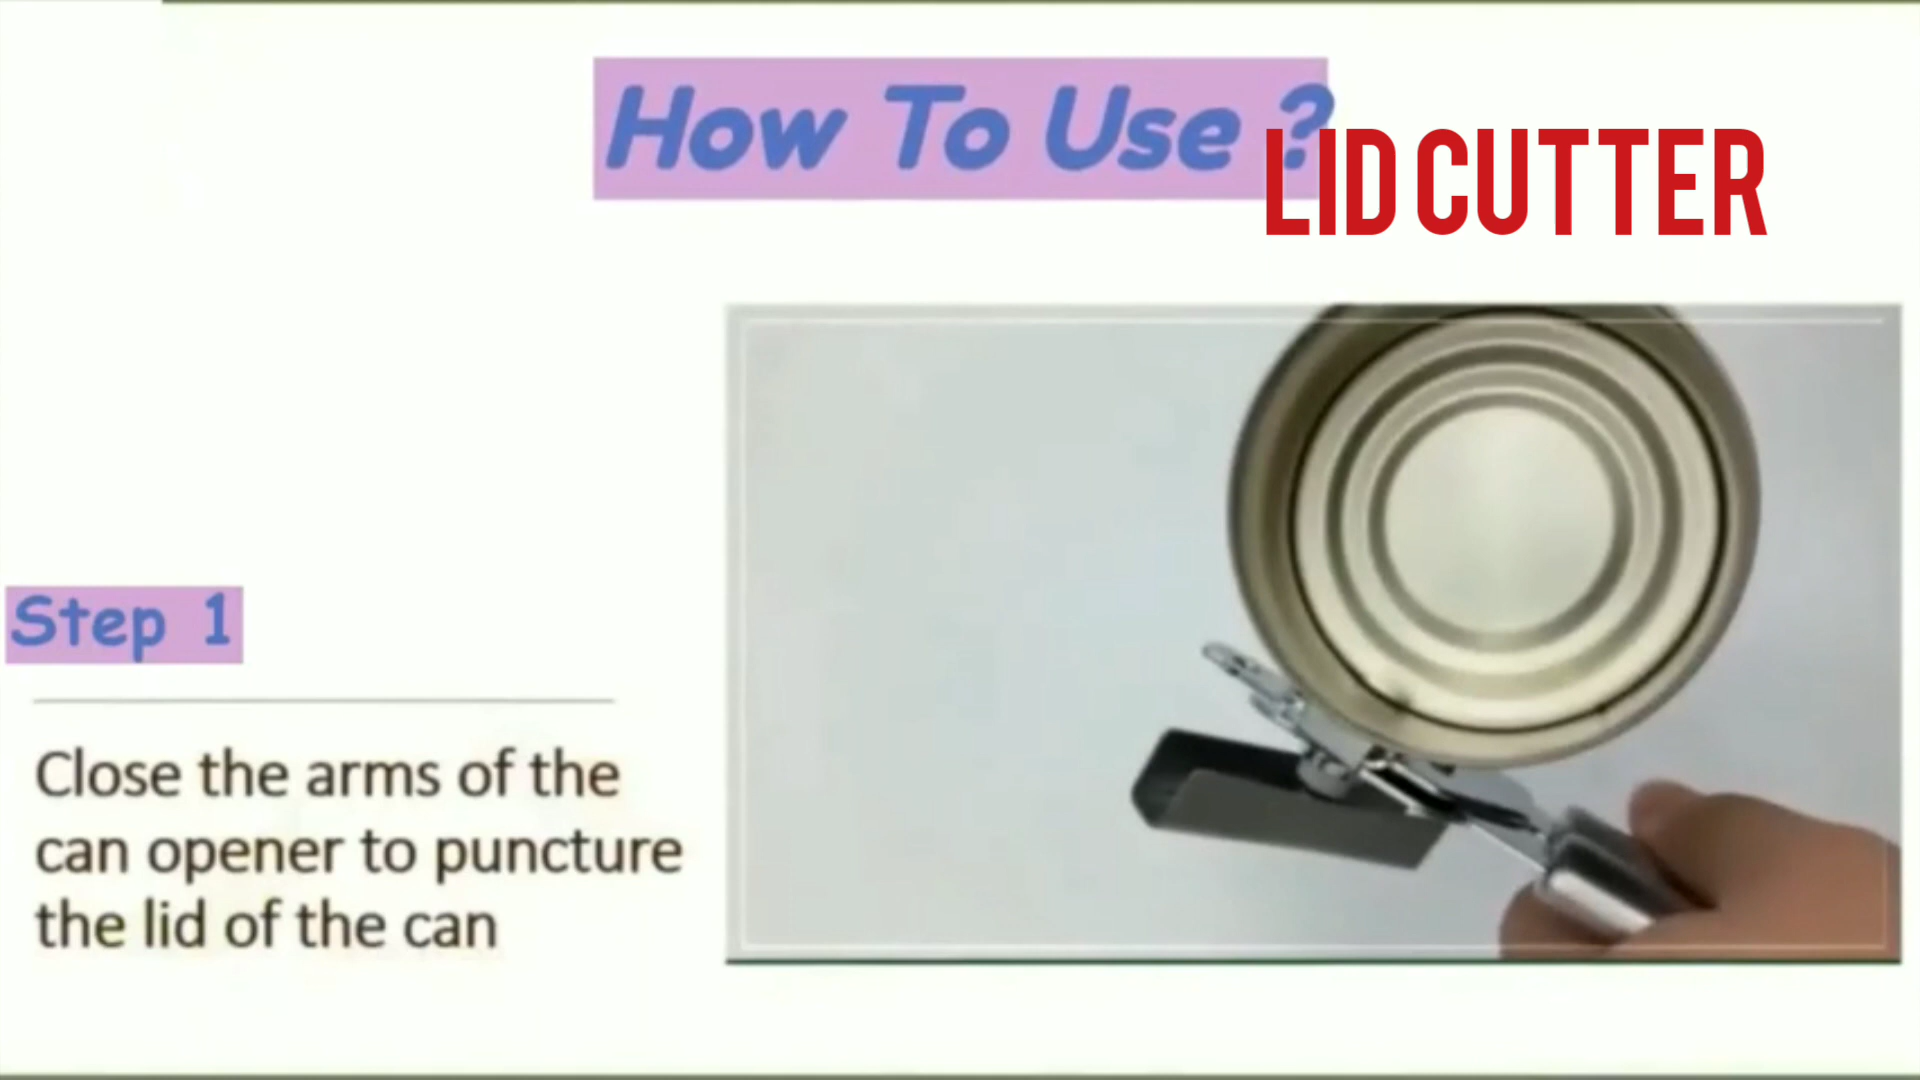 How To Use ?
LID CUTTER
Step 1
Close the arms of the
can opener to puncture
the lid of the can